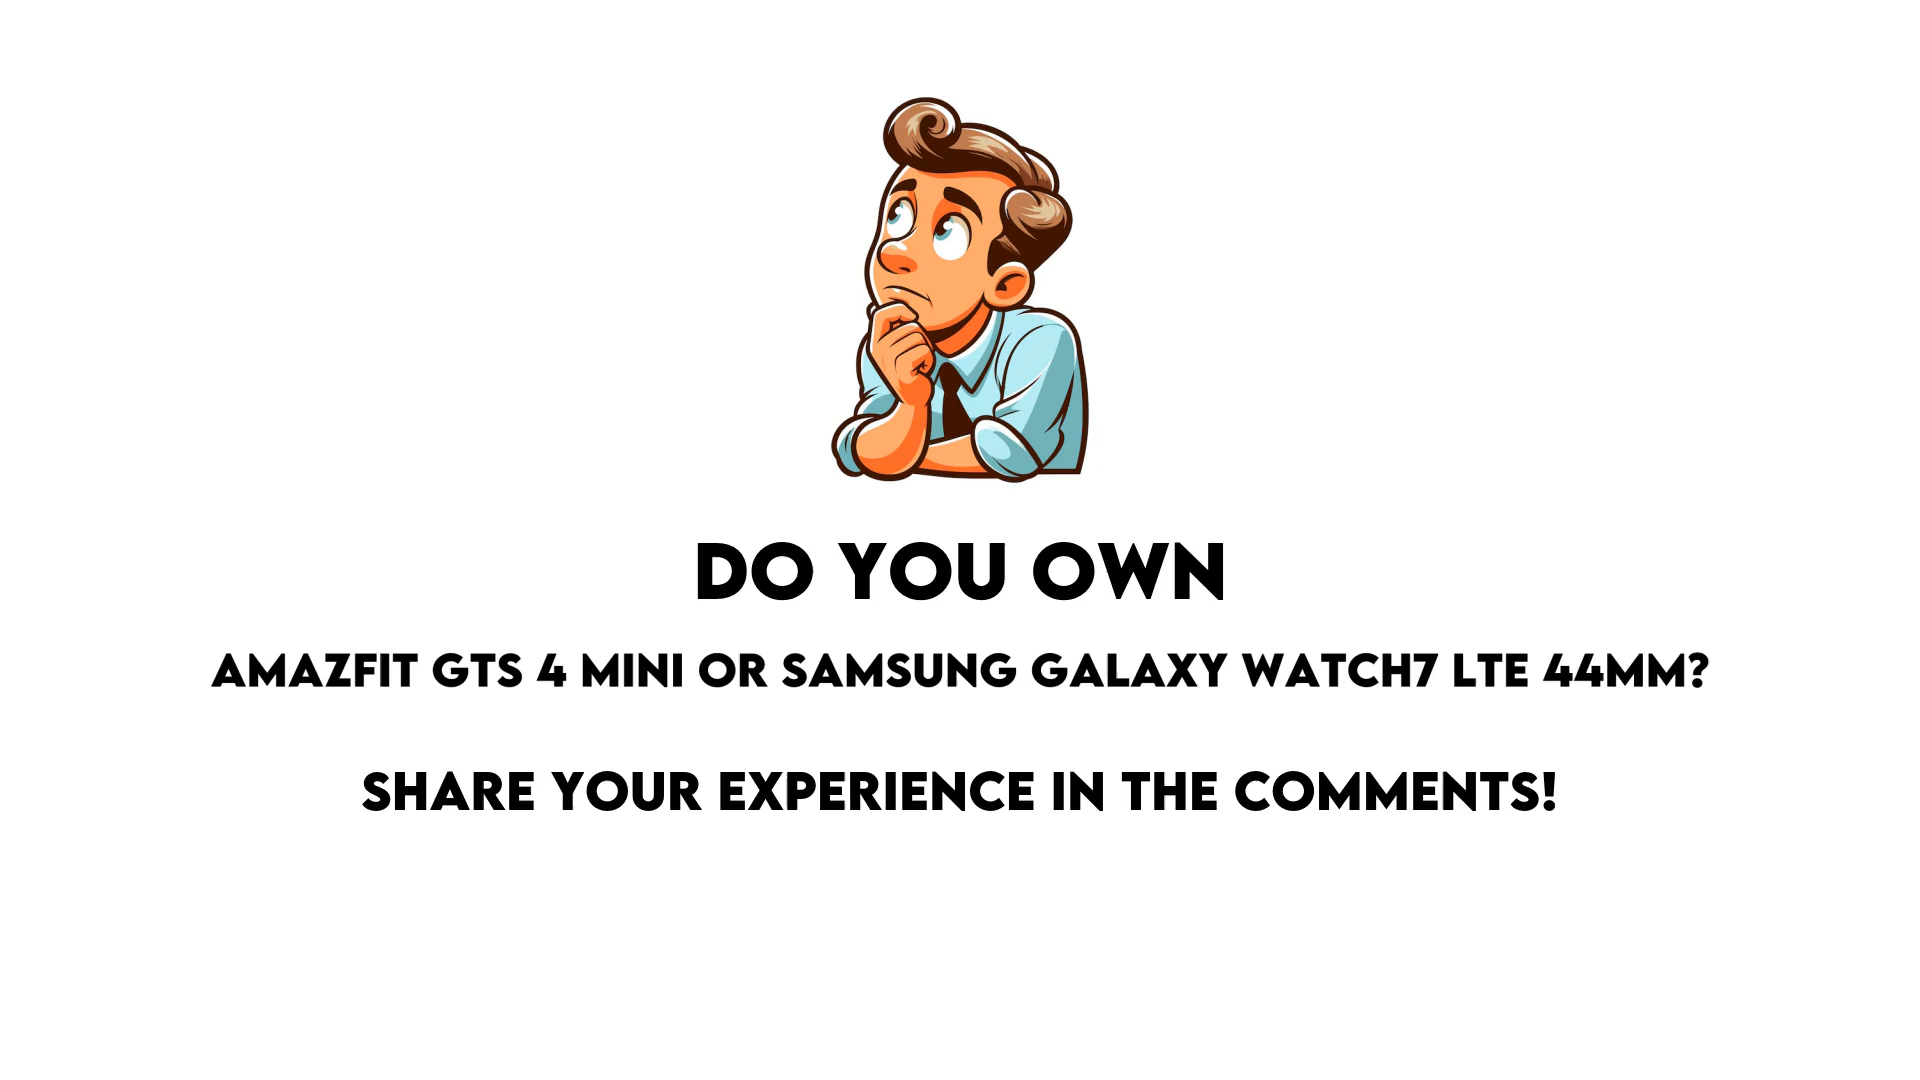 DO YOU OWN
AMAZFIT GTS 4 MINI OR SAMSUNG GALAXY WATCH7 LTE 44MM?
SHARE YOUR EXPERIENCE IN THE COMMENTS!